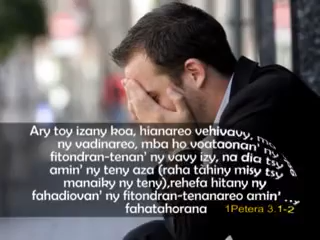 Ary toy izany koa, hianareo vehivavy,
ny vadinareo, mba ho voataonan' ny
fitondran-tenan' ny vavy izy, na dia tsy
amin' ny teny aza (raha tahiny misy tsy
manaiky ny teny),rehefa hitany ny
fahadiovan' ny fitondran-tenanareo amin'
fahatahorana 1Petera 3.1-2